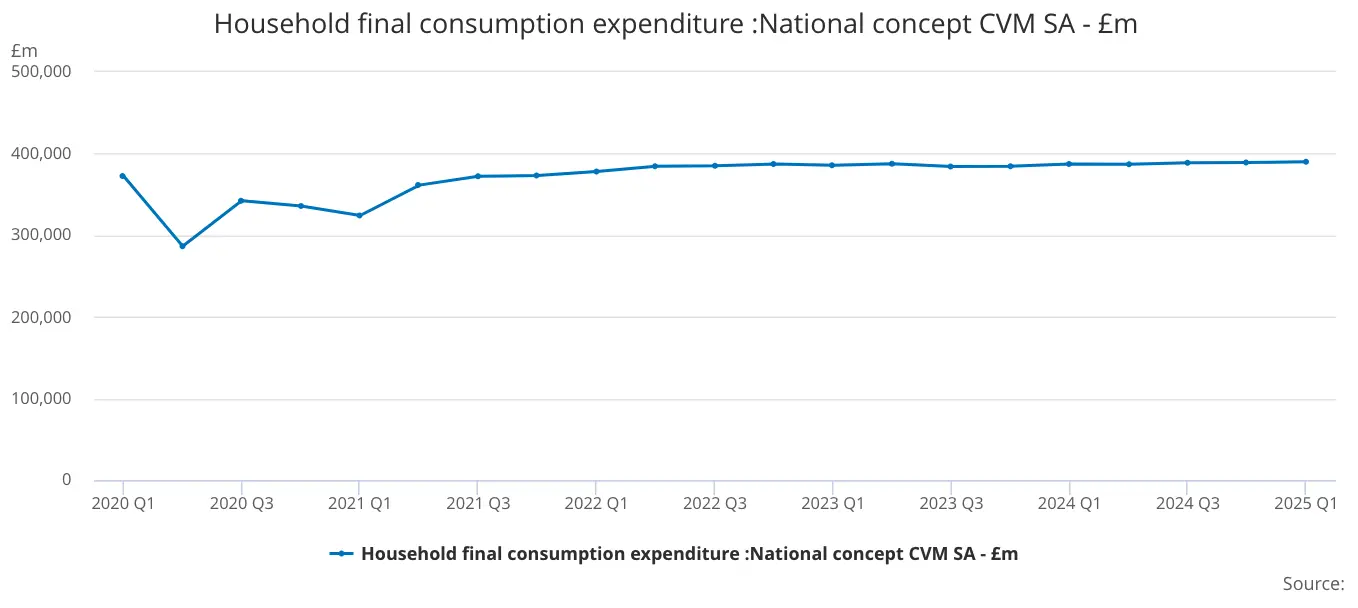 Household final consumption expenditure :National concept CVM SA - £m
£m
500,000
400,000
300,000
200,000
100,000
0
2020 Q1 2020 Q3 2021 Q1 2021 Q3 2022 Q1 2022 Q3 2023 Q1 2023 Q3 2024 Q1 2024 Q3 2025 Q1
Household final consumption expenditure :National concept CVM SA - £m
Source: